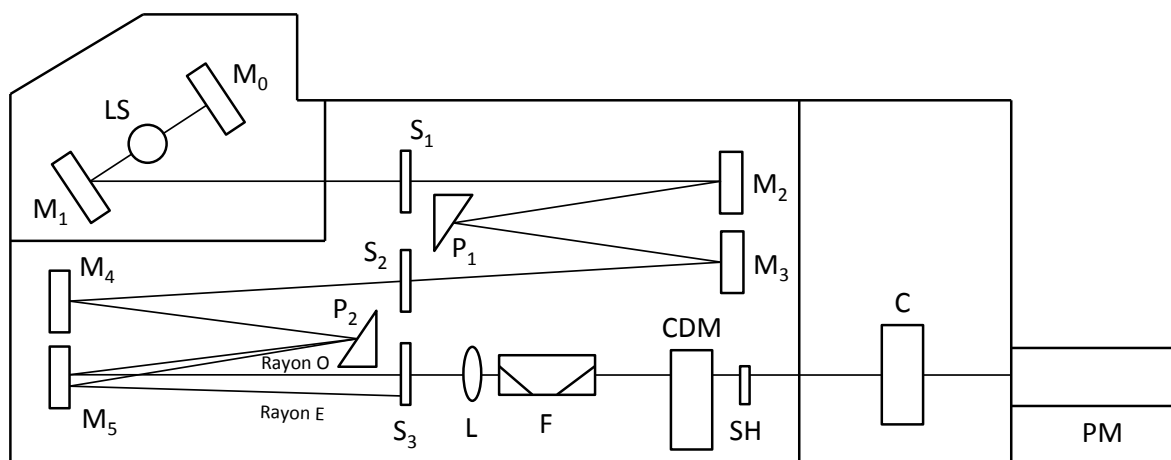 M₀
LS
M₁
S₁
M₂
P₁
S₂
M₃
M₄
P₂
CDM
C
Rayon O
M₅
Rayon E
S₃
L
F
SH
PM